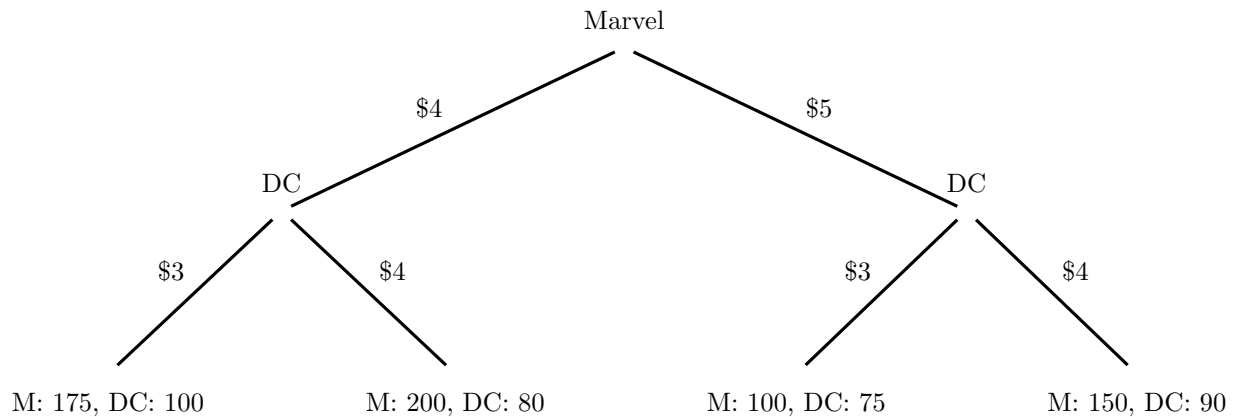 Marvel
$4
$5
DC
DC
$3
$4
$3
$4
M: 175, DC: 100
M: 200, DC: 80
M: 100, DC: 75
M: 150, DC: 90